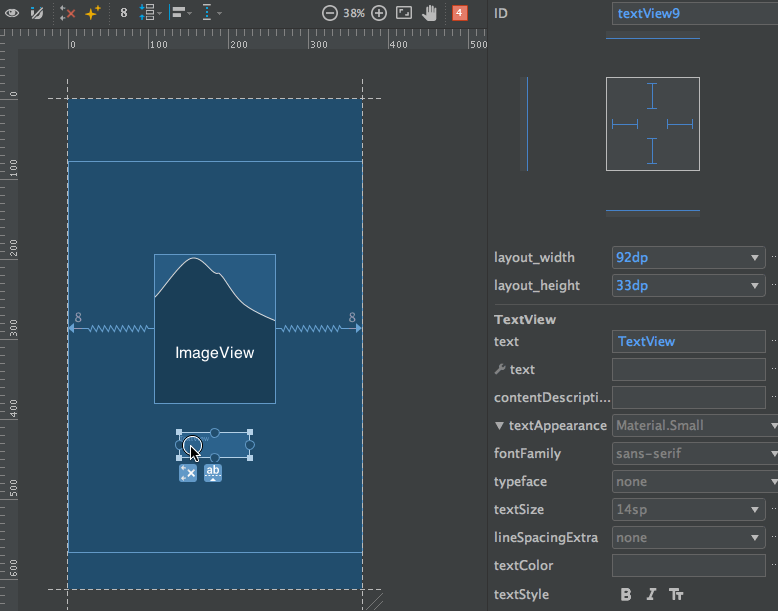 8
38%
4
ID
textView9
0
100
200
300
400
500
0
100
200
300
400
500
600
8
8
ImageView
ab
layout_width
92dp
layout_height
33dp
TextView
text
TextView
text
contentDescripti...
textAppearance
Material.Small
fontFamily
sans-serif
typeface
none
textSize
14sp
lineSpacingExtra
none
textColor
textStyle
B I Tt